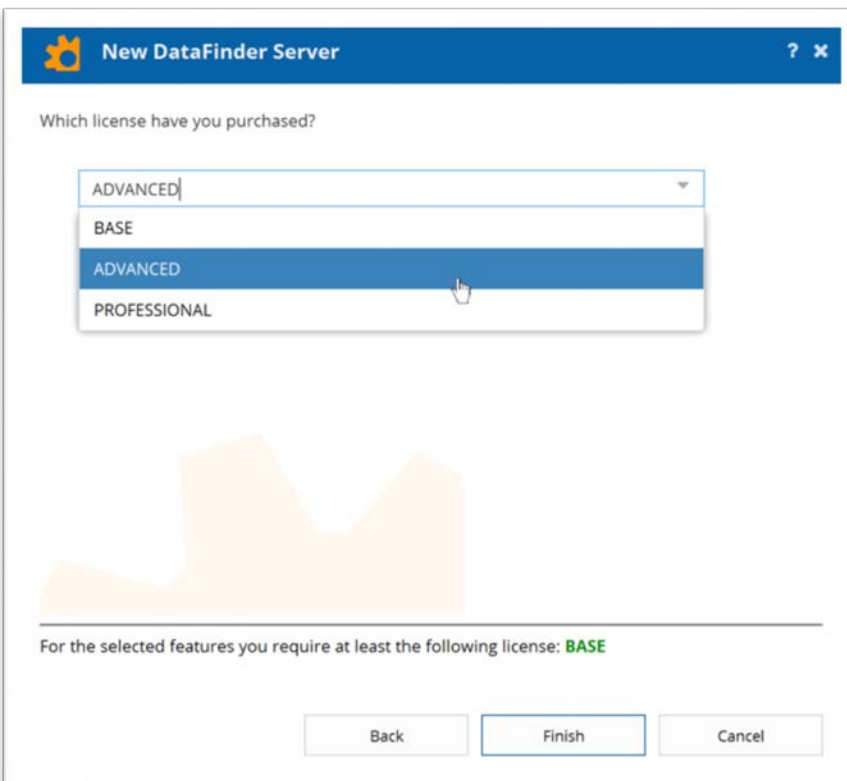 New DataFinder Server
? ×
Which license have you purchased?
ADVANCED
BASE
ADVANCED
PROFESSIONAL
For the selected features you require at least the following license: BASE
Back Finish Cancel